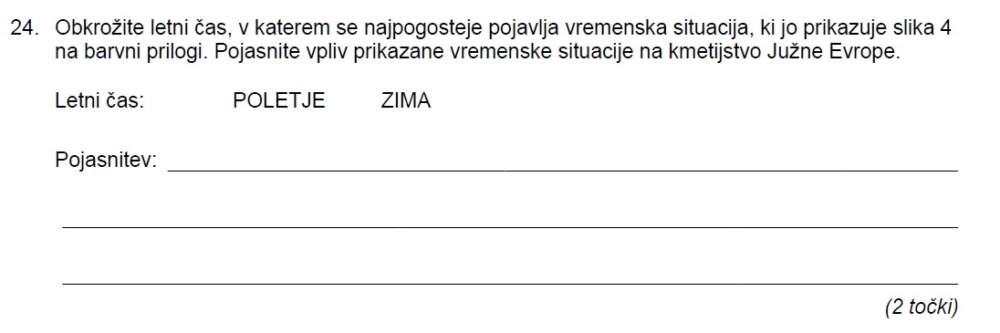 24. Obkrožite letni čas, v katerem se najpogosteje pojavlja vremenska situacija, ki jo prikazuje slika 4
na barvni prilogi. Pojasnite vpliv prikazane vremenske situacije na kmetijstvo Južne Evrope.
Letni čas: POLETJE ZIMA
Pojasnitev:
(2 točki)